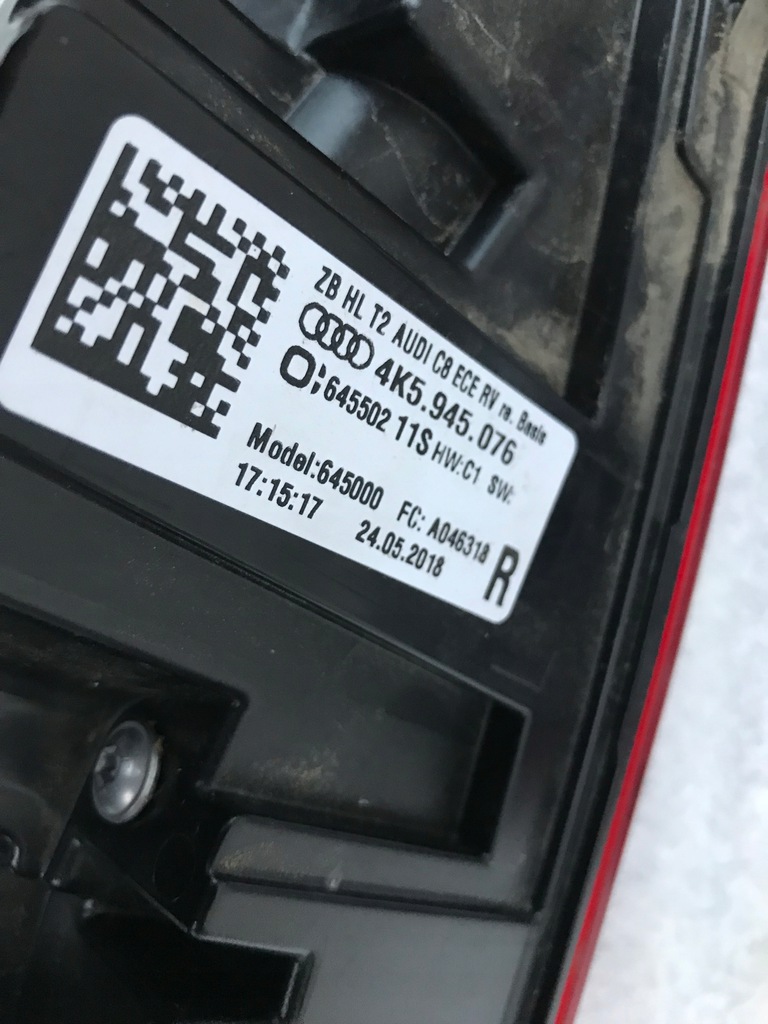 ZB HL T2 AUDI C8 ECE RV re. Basis
4K5.945.076
645502 11S HW:C1 SW:
Model:645000 FC: A046318
17:15:17 24.05.2018 R